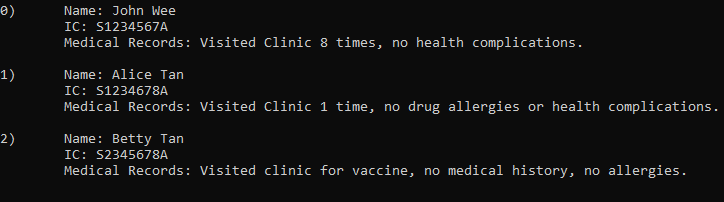 0) Name: John Wee
IC: S1234567A
Medical Records: Visited Clinic 8 times, no health complications.
1) Name: Alice Tan
IC: S1234678A
Medical Records: Visited Clinic 1 time, no drug allergies or health complications.
2) Name: Betty Tan
IC: S2345678A
Medical Records: Visited clinic for vaccine, no medical history, no allergies.